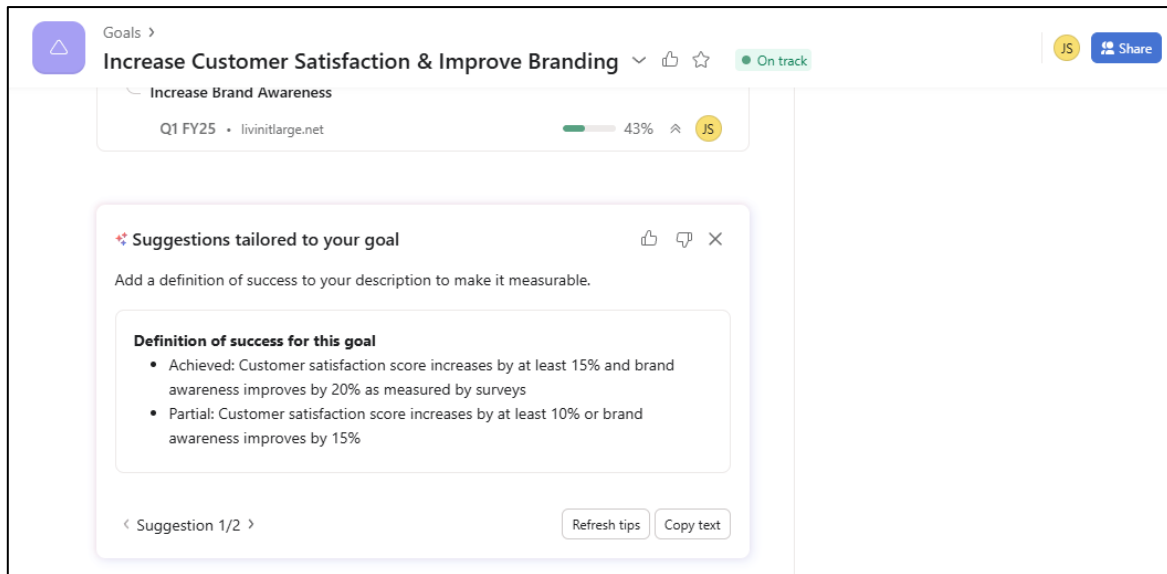 Goals >
Increase Customer Satisfaction & Improve Branding
On track
JS
Share
Increase Brand Awareness
Q1 FY25 • livinitlarge.net
43%
JS
Suggestions tailored to your goal
Add a definition of success to your description to make it measurable.
Definition of success for this goal
• Achieved: Customer satisfaction score increases by at least 15% and brand
awareness improves by 20% as measured by surveys
• Partial: Customer satisfaction score increases by at least 10% or brand
awareness improves by 15%
< Suggestion 1/2 >
Refresh tips
Copy text